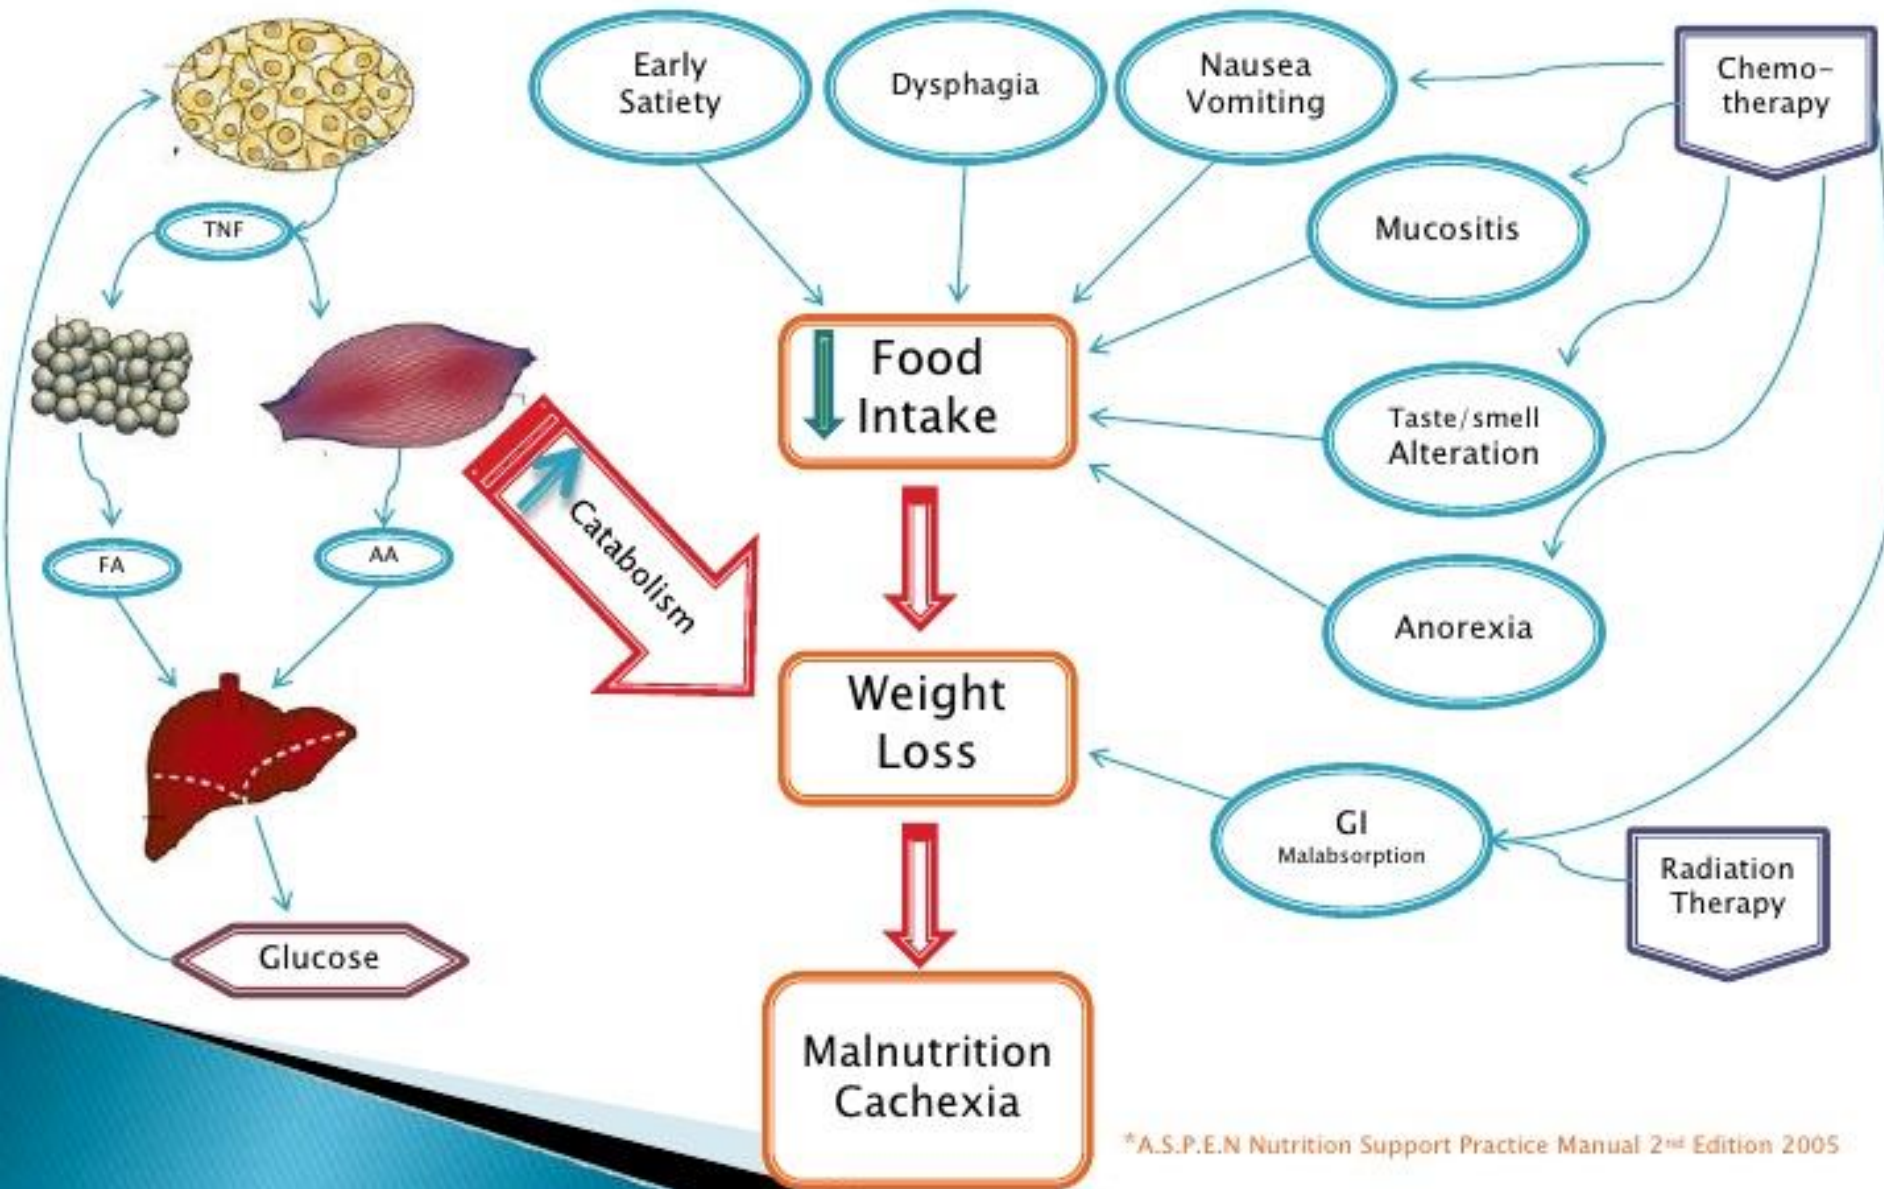 Early
Satiety
Dysphagia
Nausea
Vomiting
Chemo-
therapy
TNF
Mucositis
Food
Intake
Taste/smell
Alteration
Catabolism
FA
AA
Anorexia
Weight
Loss
GI
Malabsorption
Radiation
Therapy
Glucose
Malnutrition
Cachexia
*A.S.P.E.N Nutrition Support Practice Manual 2nd Edition 2005